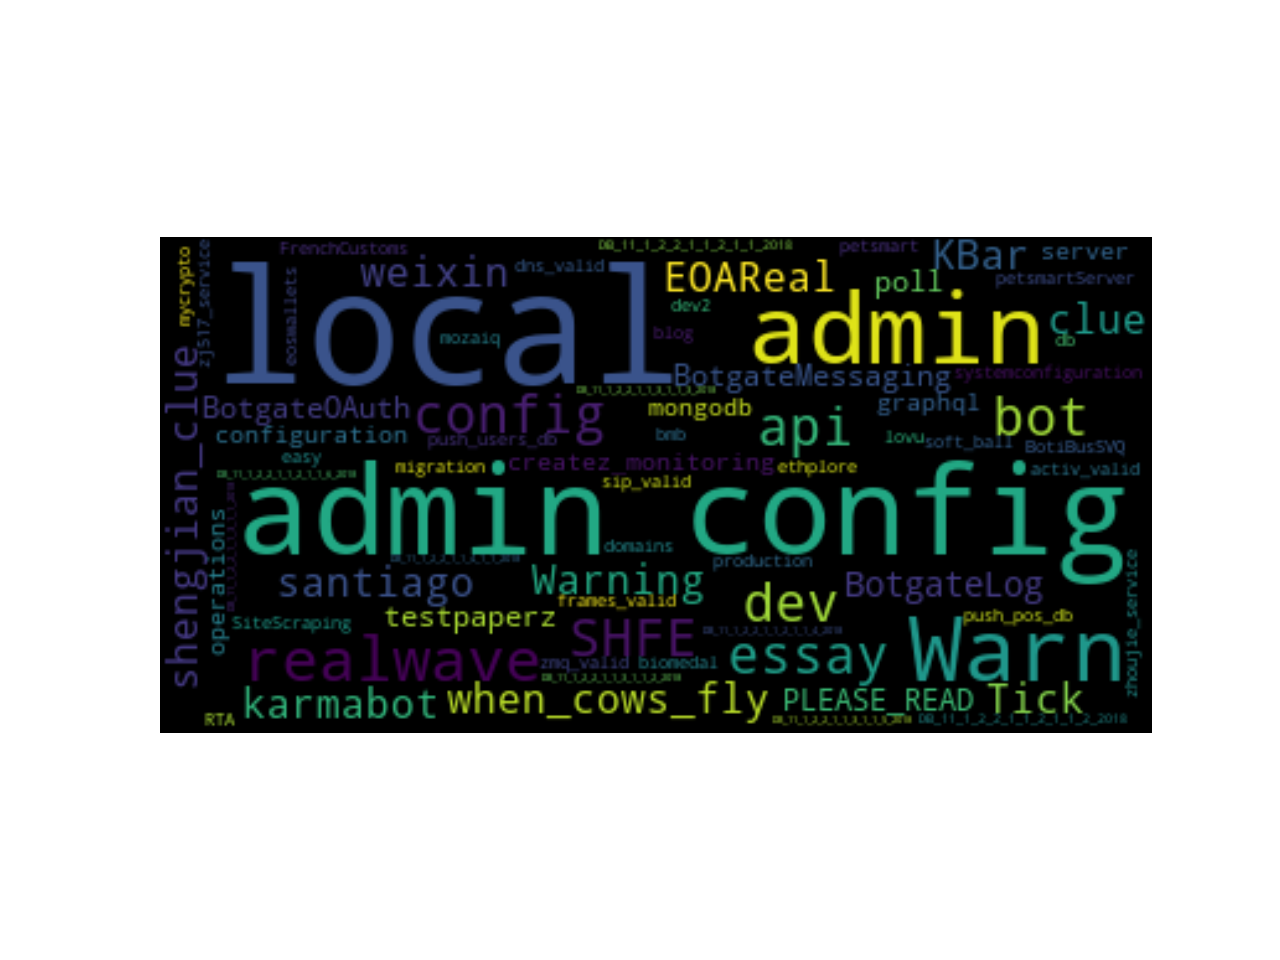 FrenchCustoms
DB_11_1_2_2_1_1_2_1_1_2018
petsmart
KBar
server
mycrypto
zjs17_service
eosmallets
weixin
dns_valid
EOAReal
poll
petsmartServer
local
dev2
admin
clue
mozaiq
blog
db
BotgateMessaging
systemconfiguration
shengjian_clue
BotgateOAuth
config
mongodb
graphql
bot
api
configuration
push_users_db
bmb
lovu
soft_ball
BotiBusSVQ
easy
migration
createz_monitoring
ethplore
activ_valid
sip_valid
admin config
operations
domains
production
santiago
Warning
BotgateLog
zhoujie_service
frames_valid
dev
testpaperz
push_pos_db
SiteScraping
SHFE
realwave
zmq_valid
biomedal
essay
Warn
karmabot
when_cows_fly
PLEASE_READ
Tick
RTA
DB_11_1_2_2_1_1_2_1_1_2_2018